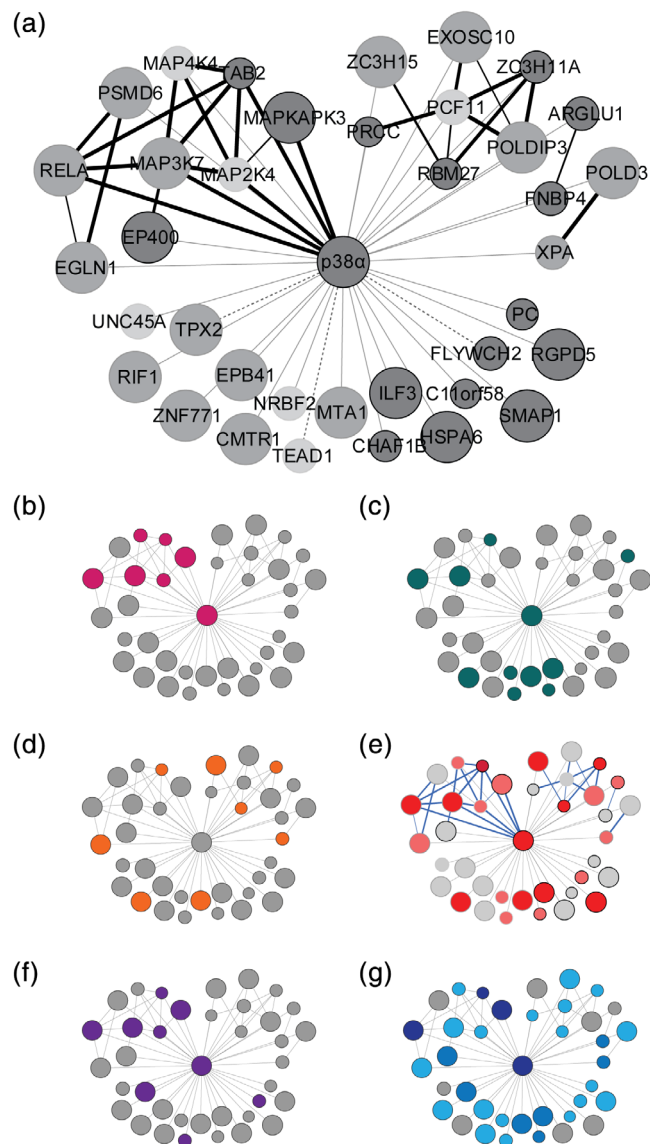 (a)
EXOSC10
MAP4K4
TAB2
ZC3H15
ZC3H11A
PSMD6
MAPKAPK3
PCF11
ARGLU1
PRCC
POLDIP3
RELA
MAP3K7
MAP2K4
RBM27
POLD3
FNBP4
EP400
XPA
EGLN1
p38α
UNC45A
TPX2
PC
FLYWCH2
RGPD5
RIF1
EPB41
ILF3
C11orf58
NRBF2
ZNF771
MTA1
SMAP1
CMTR1
HSPA6
CHAF1B
TEAD1
(b)
(c)
(d)
(e)
(f)
(g)